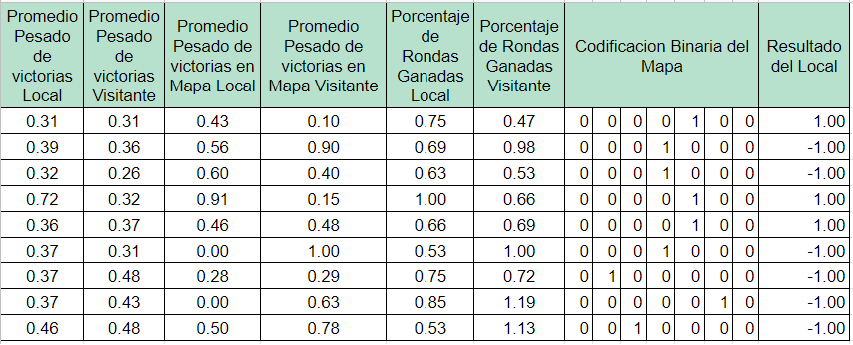 Promedio Pesado de victorias Local | Promedio Pesado de victorias Visitante | Promedio Pesado de victorias en Mapa Local | Promedio Pesado de victorias en Mapa Visitante | Porcentaje de Rondas Ganadas Local | Porcentaje de Rondas Ganadas Visitante | Codificacion Binaria del Mapa | Resultado del Local
0.31 0.31 0.43 0.10 0.75 0.47 0 0 0 0 1 0 0 1.00
0.39 0.36 0.56 0.90 0.69 0.98 0 0 0 1 0 0 0 -1.00
0.32 0.26 0.60 0.40 0.63 0.53 0 0 0 1 0 0 0 -1.00
0.72 0.32 0.91 0.15 1.00 0.66 0 0 0 0 1 0 0 1.00
0.36 0.37 0.46 0.48 0.66 0.69 0 0 0 0 1 0 0 1.00
0.37 0.31 0.00 1.00 0.53 1.00 0 0 0 1 0 0 0 -1.00
0.37 0.48 0.28 0.29 0.75 0.72 0 1 0 0 0 0 0 -1.00
0.37 0.43 0.00 0.63 0.85 1.19 0 0 0 0 0 1 0 -1.00
0.46 0.48 0.50 0.78 0.53 1.13 0 0 1 0 0 0 0 -1.00